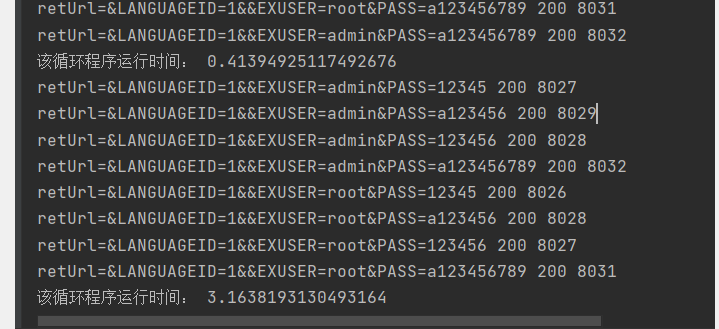 retUrl=&LANGUAGEID=1&&EXUSER=root&PASS=a123456789 200 8031
retUrl=&LANGUAGEID=1&&EXUSER=admin&PASS=a123456789 200 8032
该循环程序运行时间: 0.41394925117492676
retUrl=&LANGUAGEID=1&&EXUSER=admin&PASS=12345 200 8027
retUrl=&LANGUAGEID=1&&EXUSER=admin&PASS=a123456 200 8029
retUrl=&LANGUAGEID=1&&EXUSER=admin&PASS=123456 200 8028
retUrl=&LANGUAGEID=1&&EXUSER=admin&PASS=a123456789 200 8032
retUrl=&LANGUAGEID=1&&EXUSER=root&PASS=12345 200 8026
retUrl=&LANGUAGEID=1&&EXUSER=root&PASS=a123456 200 8028
retUrl=&LANGUAGEID=1&&EXUSER=root&PASS=123456 200 8027
retUrl=&LANGUAGEID=1&&EXUSER=root&PASS=a123456789 200 8031
该循环程序运行时间: 3.1638193130493164